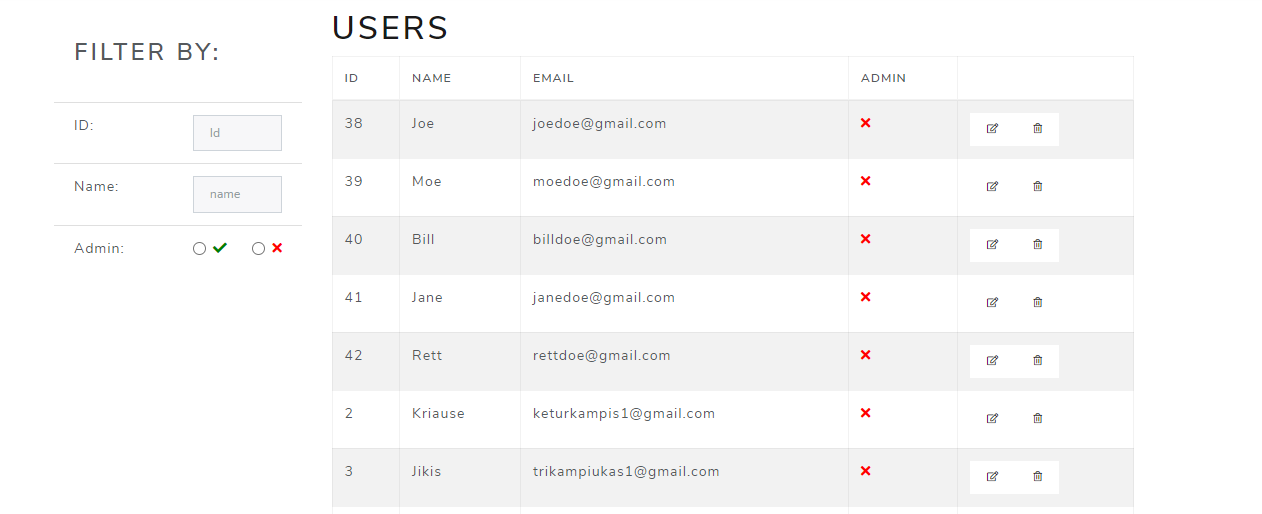 FILTER BY:
ID:
Id
Name:
name
Admin:
USERS
ID NAME EMAIL ADMIN
38 Joe joedoe@gmail.com
39 Moe moedoe@gmail.com
40 Bill billdoe@gmail.com
41 Jane janedoe@gmail.com
42 Rett rettdoe@gmail.com
2 Kriause keturkampis1@gmail.com
3 Jikis trikampiukas1@gmail.com